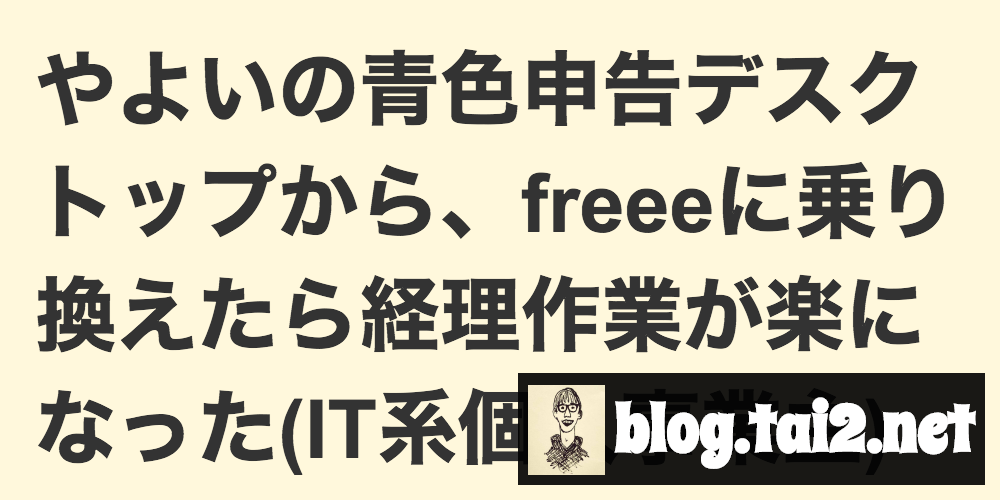 やよいの青色申告デスク
トップから、freeeに乗り
換えたら経理作業が楽に
なった(IT系個
blog.tai2.net